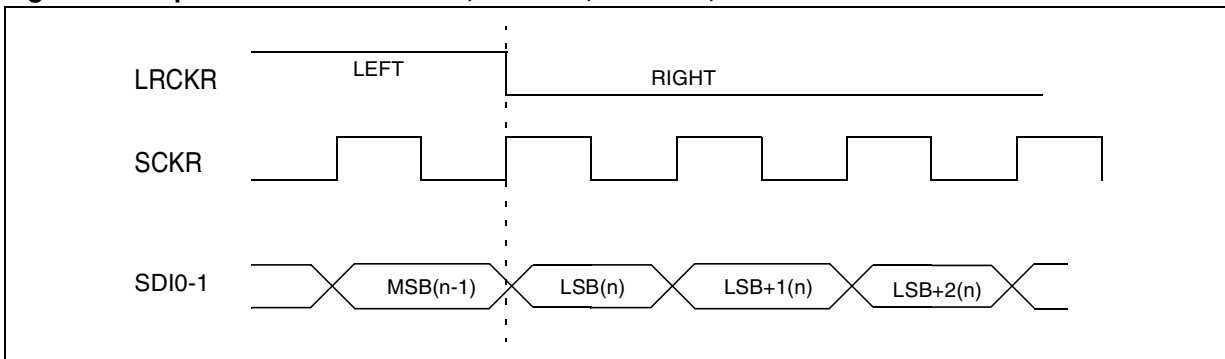 LRCKR
LEFT
RIGHT
SCKR
SDI0-1
MSB(n-1)
LSB(n)
LSB+1(n)
LSB+2(n)